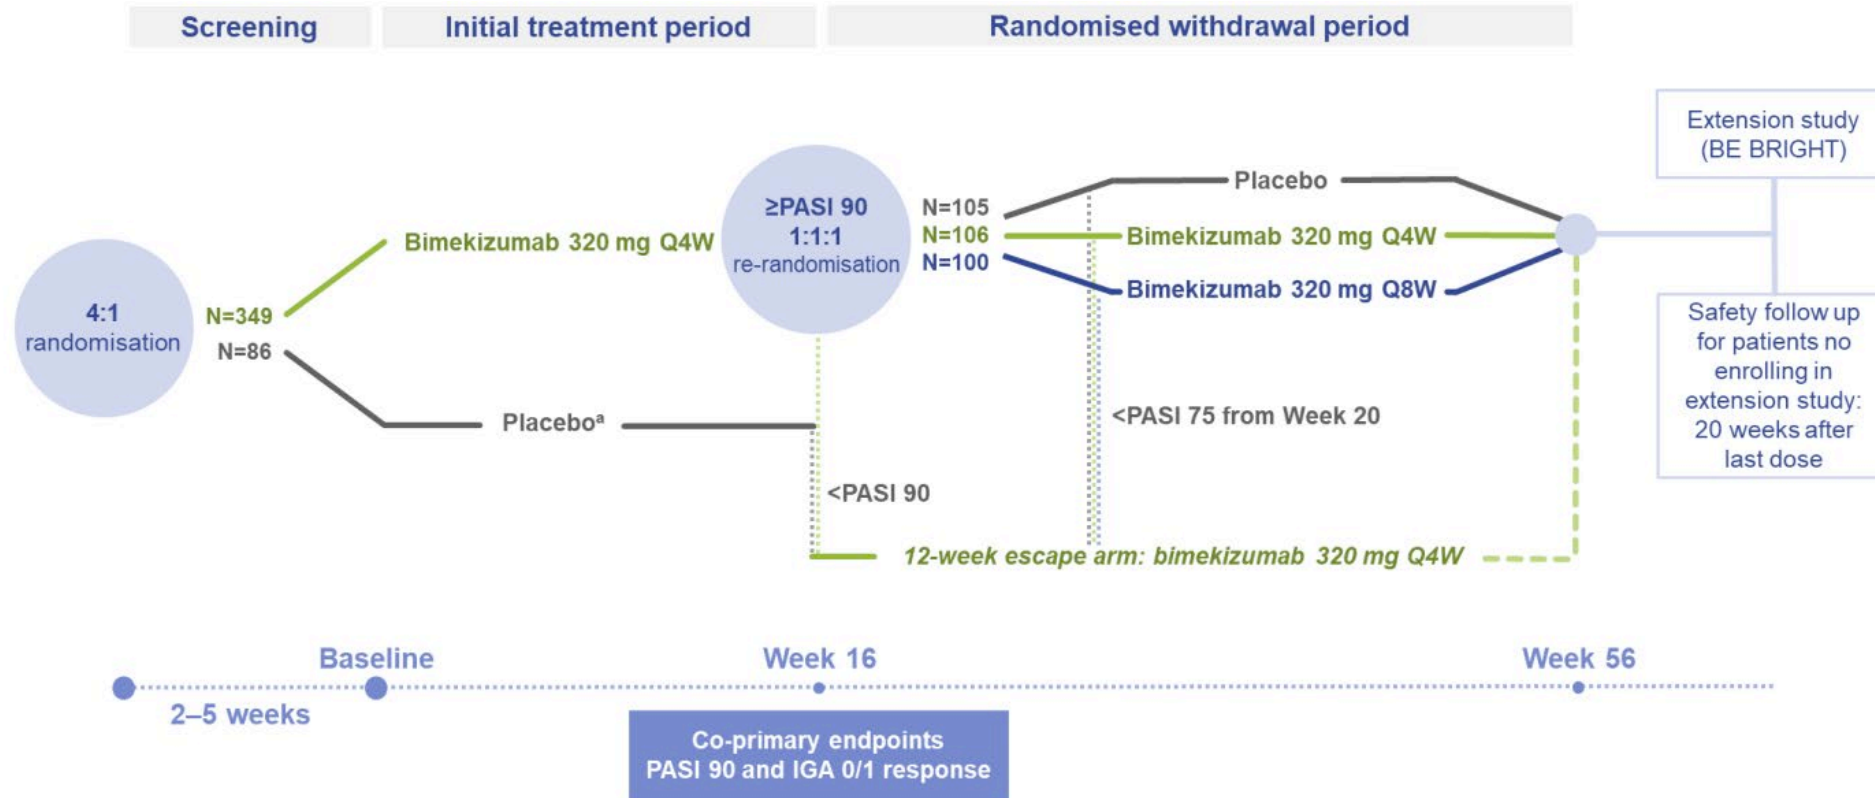 Screening
Initial treatment period
Randomised withdrawal period
4:1
randomisation
N=349
N=86
Bimekizumab 320 mg Q4W
Placeboᵃ
≥PASI 90
1:1:1
re-randomisation
<PASI 90
N=105
N=106
N=100
Placebo
Bimekizumab 320 mg Q4W
Bimekizumab 320 mg Q8W
<PASI 75 from Week 20
12-week escape arm: bimekizumab 320 mg Q4W
Extension study
(BE BRIGHT)
Safety follow up
for patients no
enrolling in
extension study:
20 weeks after
last dose
Baseline
Week 16
Week 56
2–5 weeks
Co-primary endpoints
PASI 90 and IGA 0/1 response